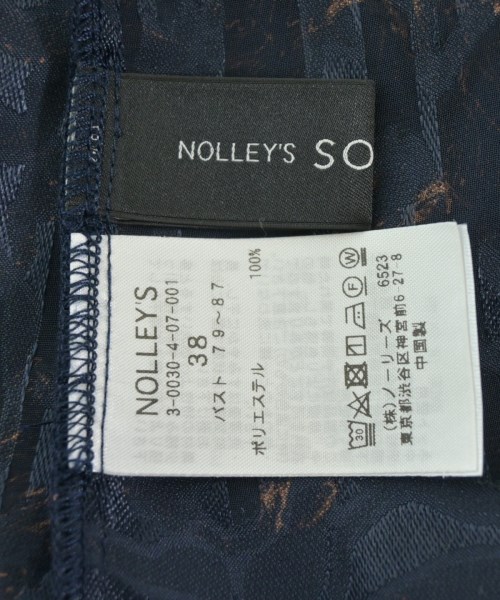 NOLLEY'S SO
NOLLEY'S
3-0030-4-07-001
38
バスト 79~87
ポリエステル 100%
30
(株)ノーリーズ 6523
東京都渋谷区神宮前6-27-8
中国製